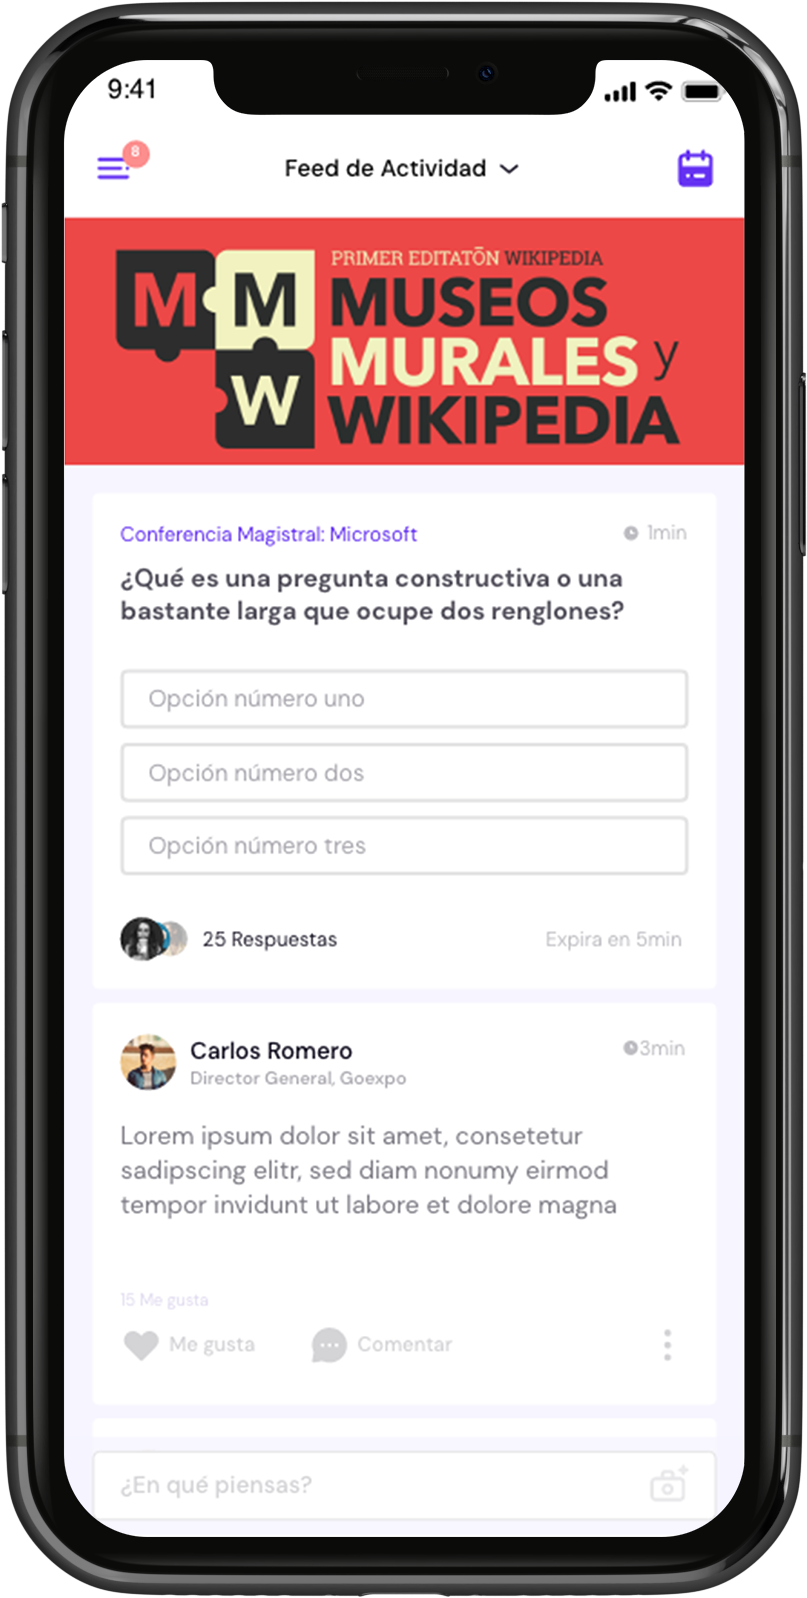 9:41
8
Feed de Actividad
PRIMER EDITATŌN WIKIPEDIA
M M W
MUSEOS
MURALES y
WIKIPEDIA
Conferencia Magistral: Microsoft
1min
¿Qué es una pregunta constructiva o una
bastante larga que ocupe dos renglones?
Opción número uno
Opción número dos
Opción número tres
25 Respuestas
Expira en 5min
Carlos Romero
3min
Director General, Goexpo
Lorem ipsum dolor sit amet, consetetur
sadipscing elitr, sed diam nonumy eirmod
tempor invidunt ut labore et dolore magna
15 Me gusta
Me gusta
Comentar
¿En qué piensas?